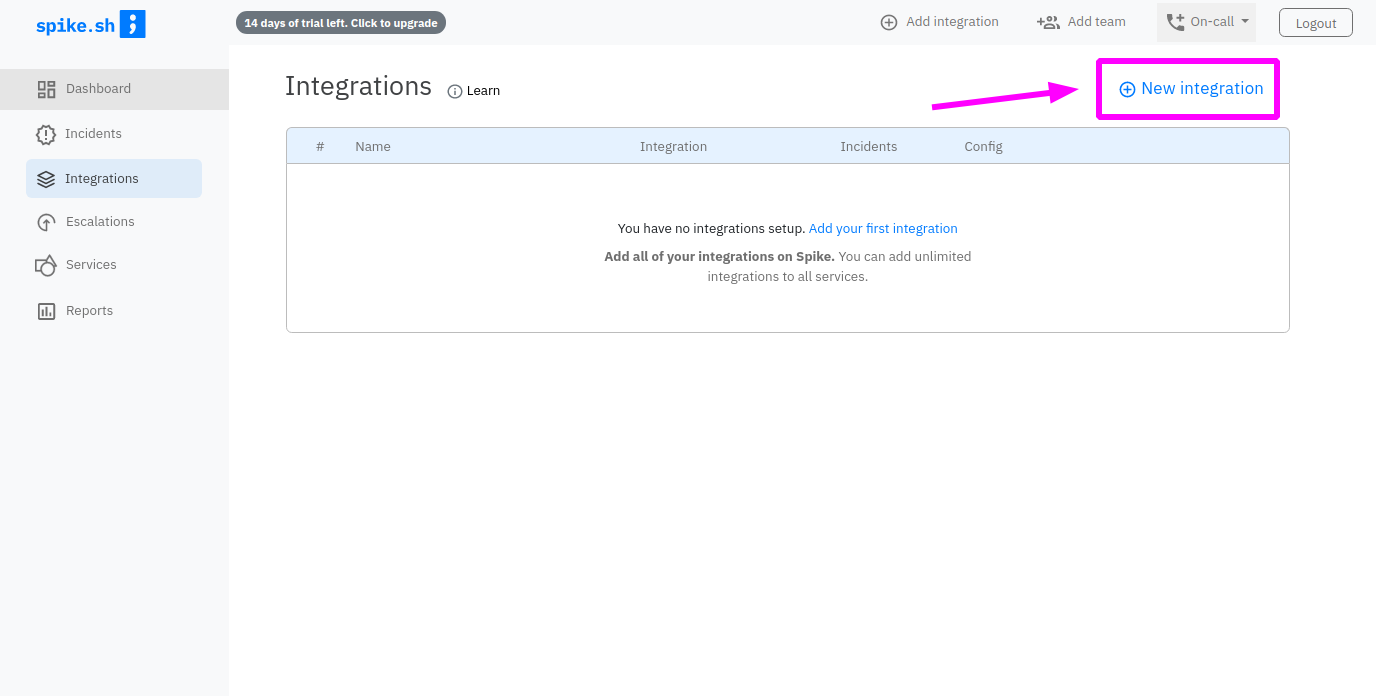 spike.sh ;
14 days of trial left. Click to upgrade
Add integration
Add team
On-call
Logout
Dashboard
Incidents
Integrations
Escalations
Services
Reports
Integrations
Learn
New integration
# Name Integration Incidents Config
You have no integrations setup. Add your first integration
Add all of your integrations on Spike. You can add unlimited
integrations to all services.